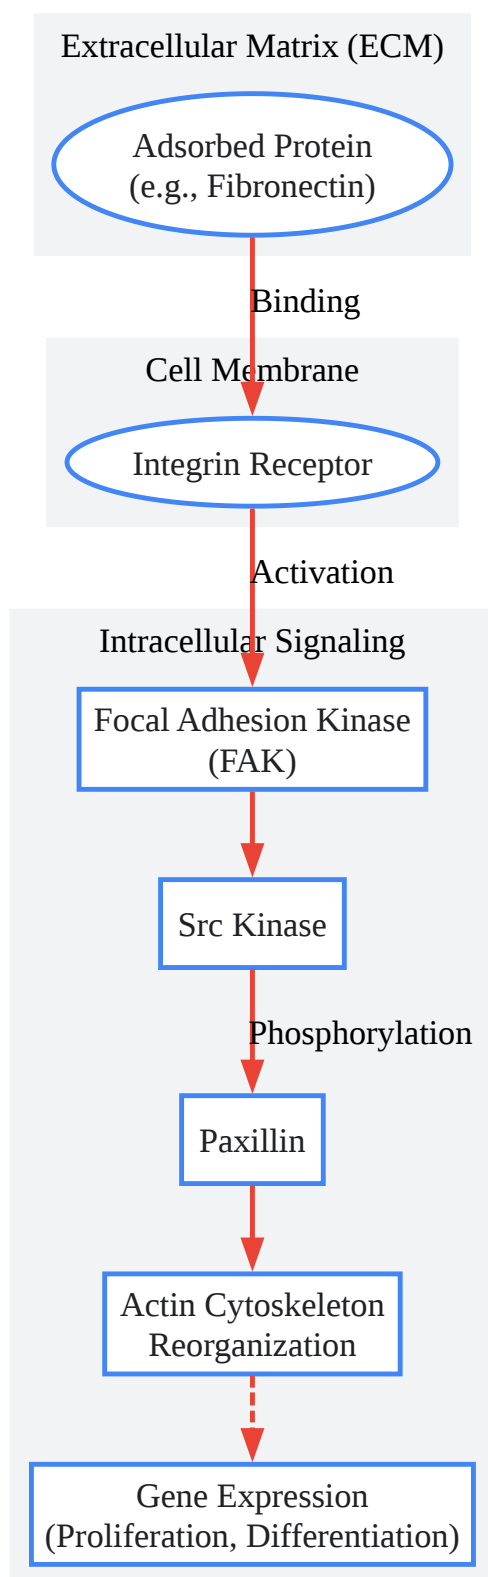 Extracellular Matrix (ECM)
Adsorbed Protein
(e.g., Fibronectin)
Binding
Cell Membrane
Integrin Receptor
Activation
Intracellular Signaling
Focal Adhesion Kinase
(FAK)
Src Kinase
Phosphorylation
Paxillin
Actin Cytoskeleton
Reorganization
Gene Expression
(Proliferation, Differentiation)